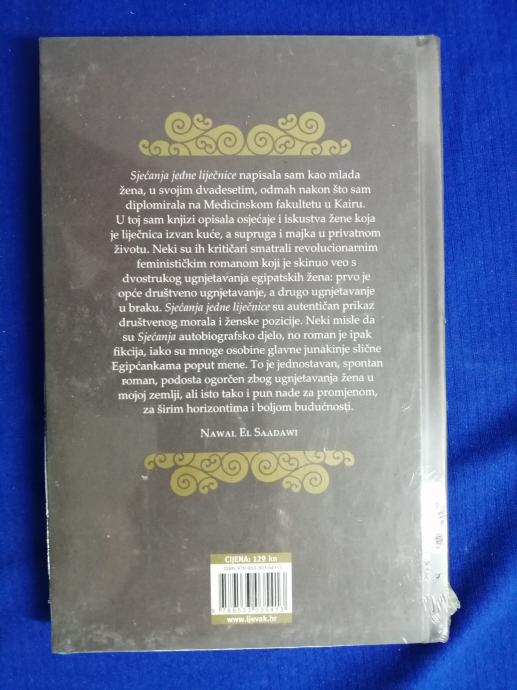 Sjećanja jedne liječnice napisala sam kao mlada
žena, u svojim dvadesetim, odmah nakon što sam
diplomirala na Medicinskom fakultetu u Kairu.
U toj sam knjizi opisala osjećaje i iskustva žene koja
je liječnica izvan kuće, a supruga i majka u privatnom
životu. Neki su ih kritičari smatrali revolucionarnim
feminističkim romanom koji je skinuo veo s
dvostrukog ugnjetavanja egipatskih žena: prvo je
opće društveno ugnjetavanje, a drugo ugnjetavanje
u braku. Sjećanja jedne liječnice su autentičan prikaz
društvenog morala i ženske pozicije. Neki misle da
su Sjećanja autobiografsko djelo, no roman je ipak
fikcija, iako su mnoge osobine glavne junakinje slične
Egipćankama poput mene. To je jednostavan, spontan
roman, podosta ogorčen zbog ugnjetavanja žena u
mojoj zemlji, ali isto tako i pun nade za promjenom,
za širim horizontima i boljom budućnosti.
Nawal El Saadawi
CIJENA: 129 kn
www.ljevak.hr